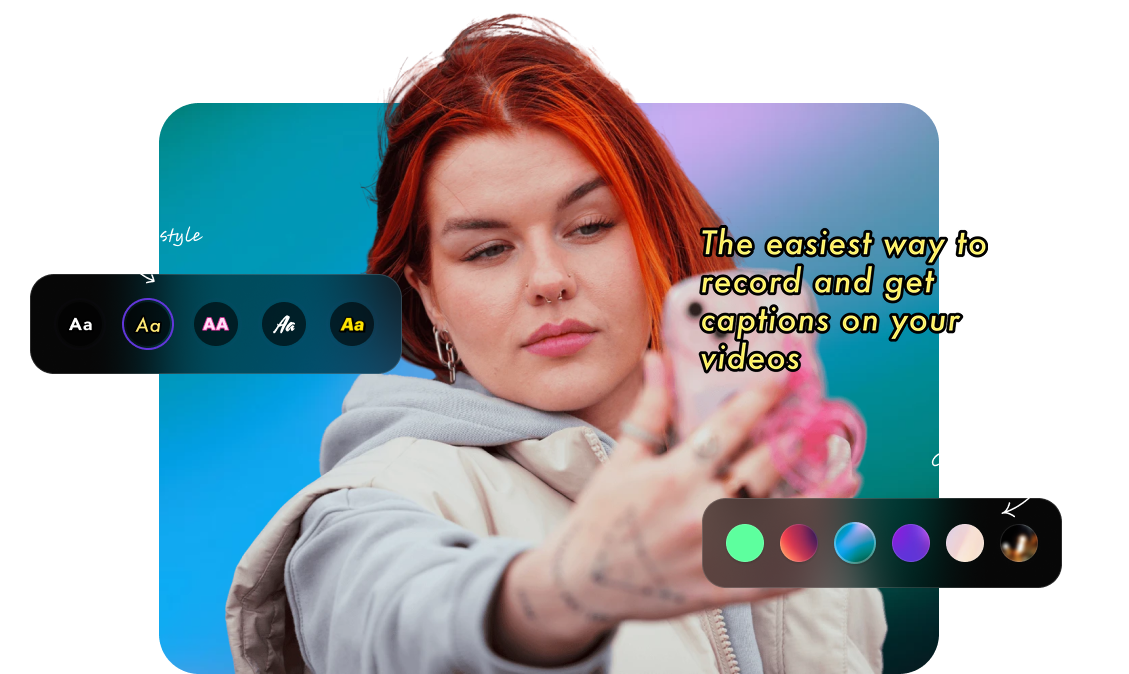 style
Aa
Aa
AA
Aa
Aa
The easiest way to
record and get
captions on your
videos